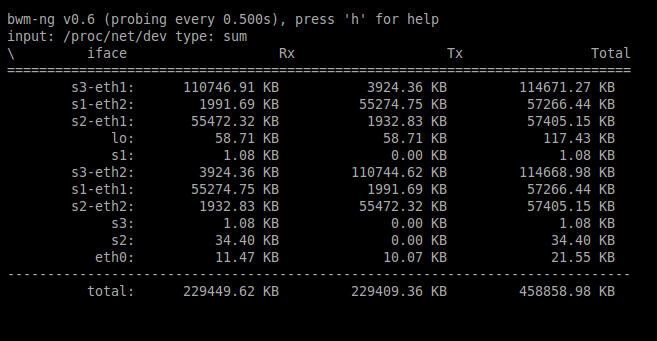 bwm-ng v0.6 (probing every 0.500s), press 'h' for help
input: /proc/net/dev type: sum
\         iface                   Rx                   Tx                Total
==============================================================================
        s3-eth1:      110746.91 KB         3924.36 KB       114671.27 KB
        s1-eth2:        1991.69 KB        55274.75 KB        57266.44 KB
        s2-eth1:       55472.32 KB         1932.83 KB        57405.15 KB
             lo:          58.71 KB           58.71 KB          117.43 KB
             s1:           1.08 KB            0.00 KB            1.08 KB
        s3-eth2:        3924.36 KB       110744.62 KB       114668.98 KB
        s1-eth1:       55274.75 KB         1991.69 KB        57266.44 KB
        s2-eth2:        1932.83 KB        55472.32 KB        57405.15 KB
             s3:           1.08 KB            0.00 KB            1.08 KB
             s2:          34.40 KB            0.00 KB           34.40 KB
           eth0:          11.47 KB           10.07 KB           21.55 KB
------------------------------------------------------------------------------
          total:      229449.62 KB       229409.36 KB       458858.98 KB